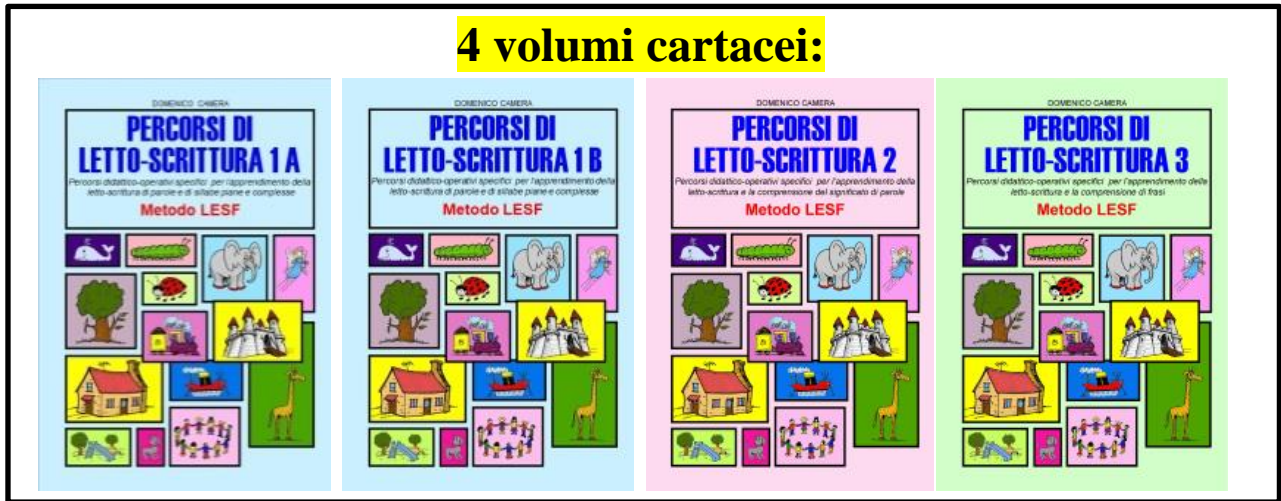 4 volumi cartacei:
DOMENICO CAMERA
PERCORSI DI
LETTO-SCRITTURA 1 A
Percorsi didattico-operativi specifici per l'apprendimento della
letto-scrittura di parole e di sillabe piane e complesse
Metodo LESF
DOMENICO CAMERA
PERCORSI DI
LETTO-SCRITTURA 1 B
Percorsi didattico-operativi specifici per l'apprendimento della
letto-scrittura di parole e di sillabe piane e complesse
Metodo LESF
DOMENICO CAMERA
PERCORSI DI
LETTO-SCRITTURA 2
Percorsi didattico-operativi specifici per l'apprendimento della
letto-scrittura e la comprensione del significato di parole
Metodo LESF
DOMENICO CAMERA
PERCORSI DI
LETTO-SCRITTURA 3
Percorsi didattico-operativi specifici per l'apprendimento della
letto-scrittura e la comprensione di frasi
Metodo LESF